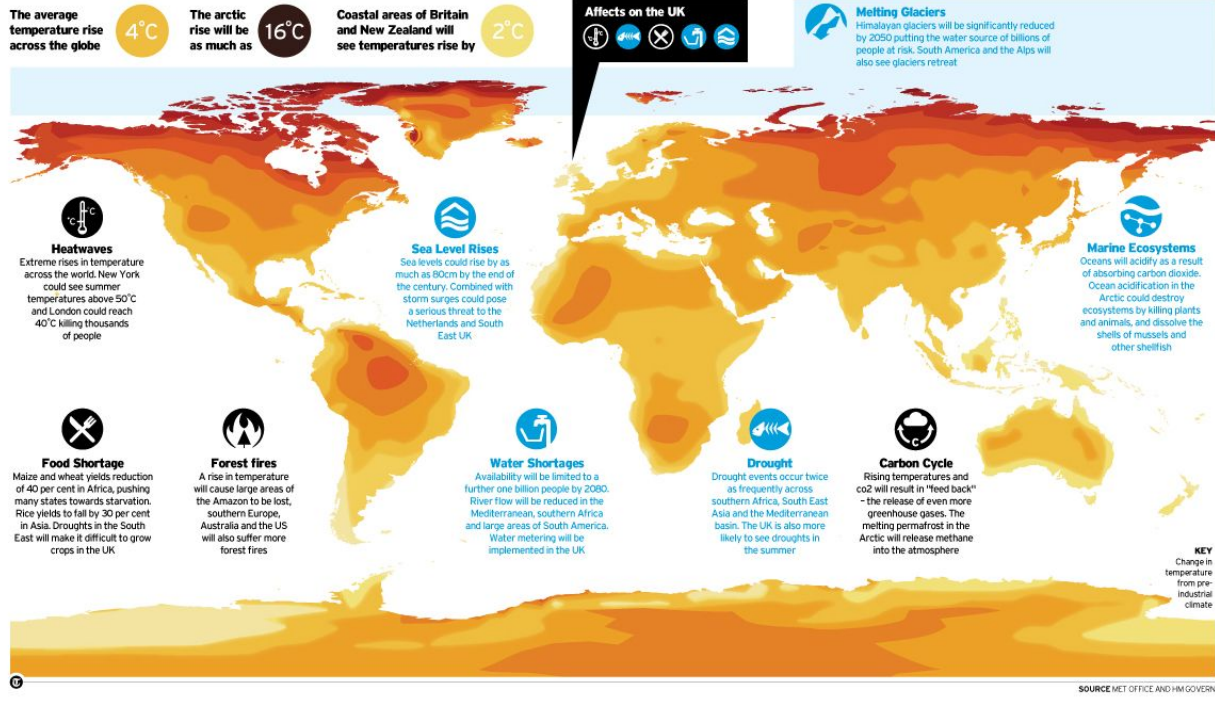 The average
temperature rise
across the globe
4°C
The arctic
rise will be
as much as
16°C
Coastal areas of Britain
and New Zealand will
see temperatures rise by
2°C
Affects on the UK
Melting Glaciers
Himalayan glaciers will be significantly reduced
by 2050 putting the water source of billions of
people at risk. South America and the Alps will
also see glaciers retreat
°C
°C
Heatwaves
Extreme rises in temperature
across the world. New York
could see summer
temperatures above 50°C
and London could reach
40°C killing thousands
of people
Sea Level Rises
Sea levels could rise by as
much as 80cm by the end of
the century. Combined with
storm surges could pose
a serious threat to the
Netherlands and South
East UK
Marine Ecosystems
Oceans will acidify as a result
of absorbing carbon dioxide.
Ocean acidification in the
Arctic could destroy
ecosystems by killing plants
and animals, and dissolve the
shells of mussels and
other shellfish
Food Shortage
Maize and wheat yields reduction
of 40 per cent in Africa, pushing
many states towards starvation.
Rice yields to fall by 30 per cent
in Asia. Droughts in the South
East will make it difficult to grow
crops in the UK
Forest fires
A rise in temperature
will cause large areas of
the Amazon to be lost,
southern Europe,
Australia and the US
will also suffer more
forest fires
Water Shortages
Availability will be limited to a
further one billion people by 2080.
River flow will be reduced in the
Mediterranean, southern Africa
and large areas of South America.
Water metering will be
implemented in the UK
Drought
Drought events occur twice
as frequently across
southern Africa, South East
Asia and the Mediterranean
basin. The UK is also more
likely to see droughts in
the summer
C
Carbon Cycle
Rising temperatures and
co2 will result in "feed back"
– the release of even more
greenhouse gases. The
melting permafrost in the
Arctic will release methane
into the atmosphere
KEY
Change in
temperature
from pre-
industrial
climate
SOURCE MET OFFICE AND HM GOVERN